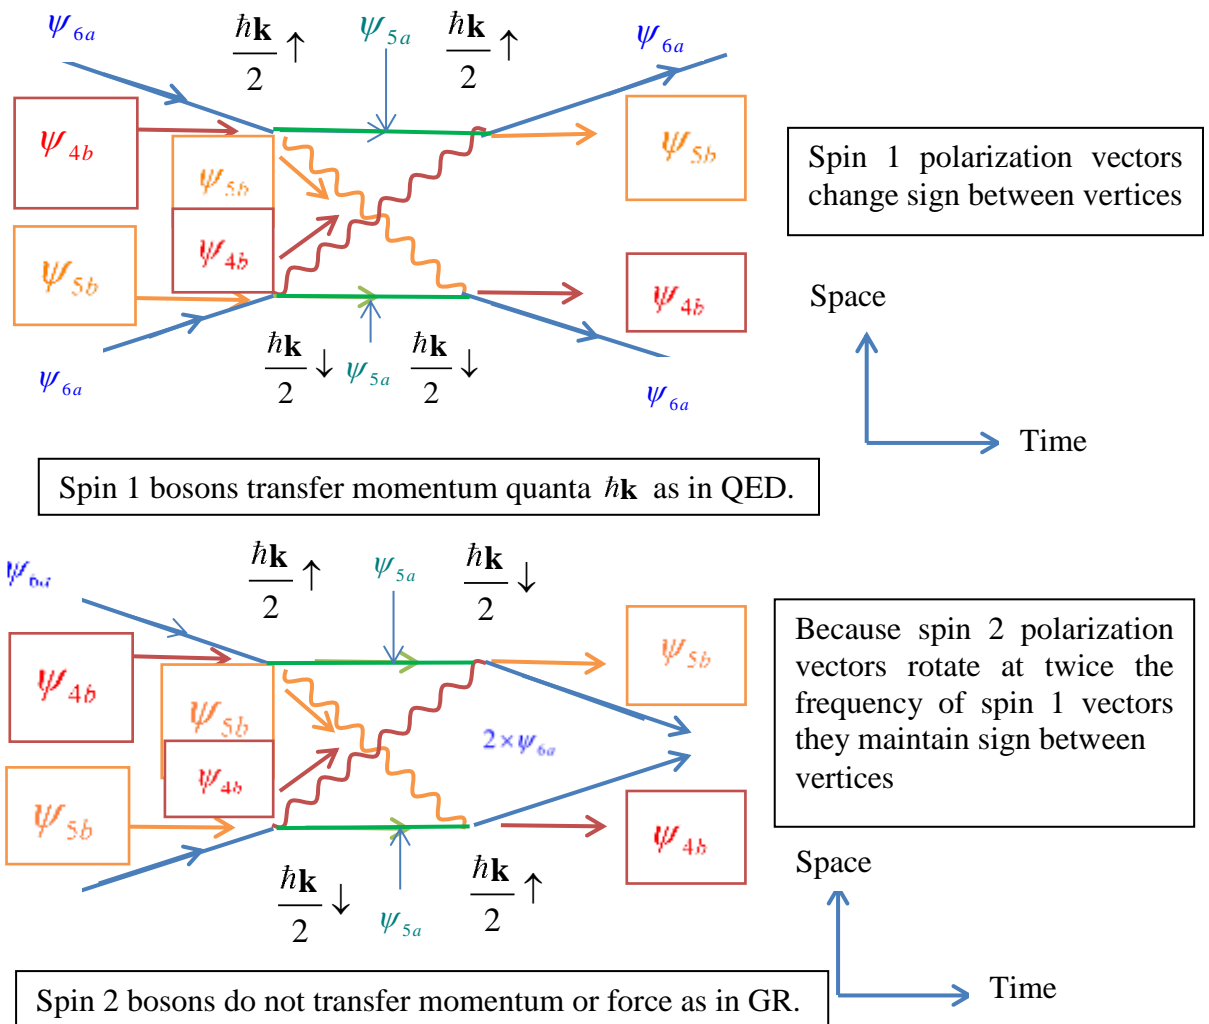 ψ6a
ħk/2 ↑
ψ5a
ħk/2 ↑
ψ6a
ψ4b
ψ5b
ψ5b
Spin 1 polarization vectors
change sign between vertices
ψ5b
ψ4b
ψ4b
Space
ψ6a
ħk/2 ↓
ψ5a
ħk/2 ↓
ψ6a
Time
Spin 1 bosons transfer momentum quanta ħk as in QED.
ψ6a
ħk/2 ↑
ψ5a
ħk/2 ↓
ψ4b
ψ5b
ψ5b
Because spin 2 polarization
vectors rotate at twice the
frequency of spin 1 vectors
they maintain sign between
vertices
2×ψ6a
ψ4b
ψ5b
ψ4b
Space
ħk/2 ↓
ψ5a
ħk/2 ↑
Time
Spin 2 bosons do not transfer momentum or force as in GR.